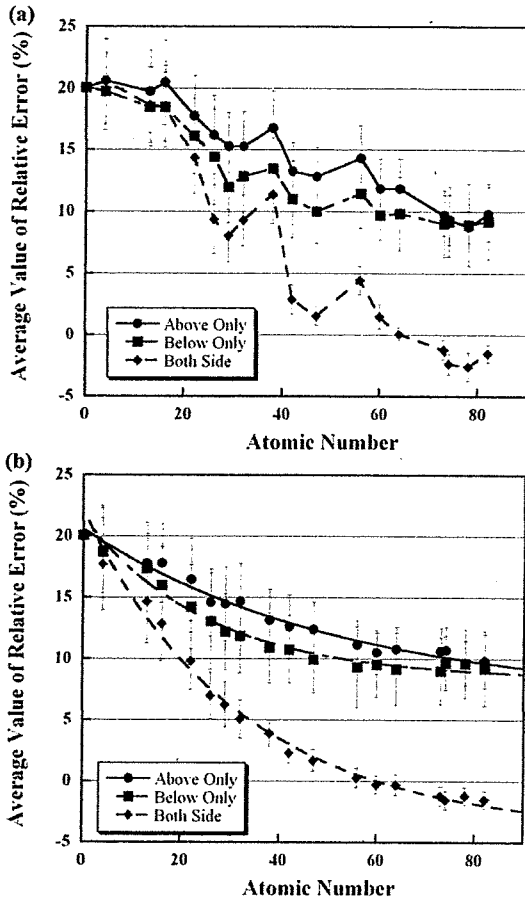 (a)
Average Value of Relative Error (%)
25
20
15
10
5
0
-5
Above Only
Below Only
Both Side
0 20 40 60 80
Atomic Number
(b)
Average Value of Relative Error (%)
25
20
15
10
5
0
-5
Above Only
Below Only
Both Side
0 20 40 60 80
Atomic Number